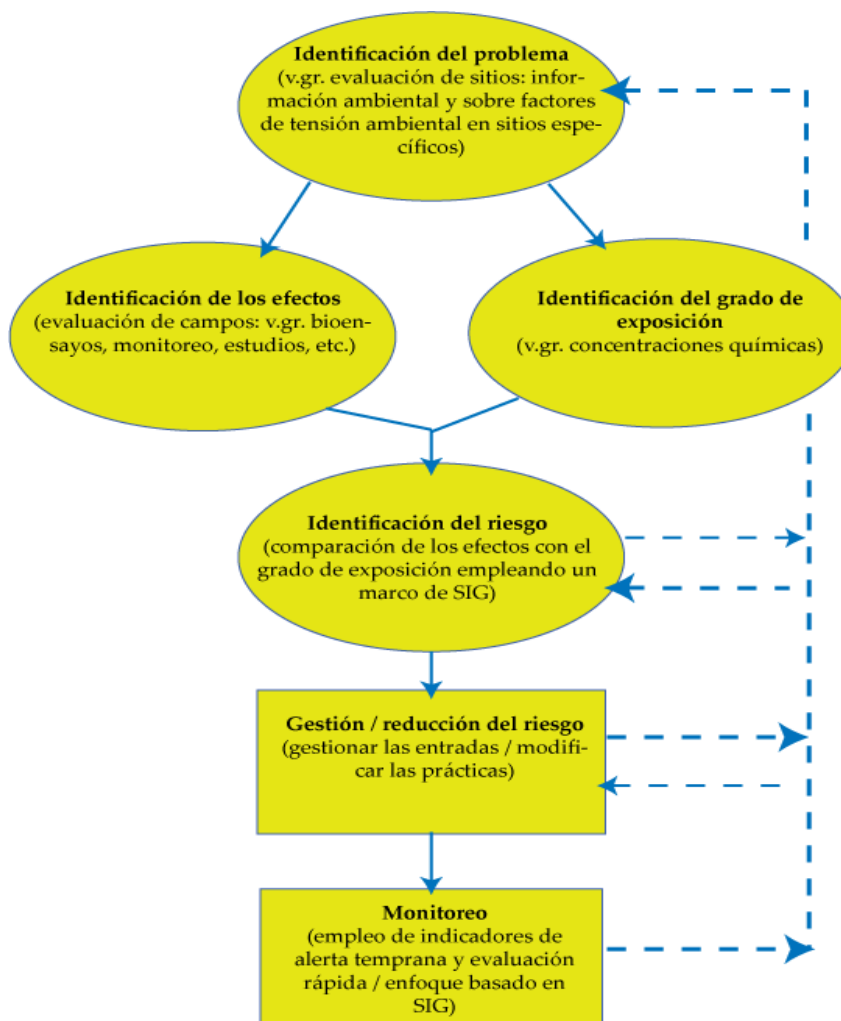 Identificación del problema
(v.gr. evaluación de sitios: infor-
mación ambiental y sobre factores
de tensión ambiental en sitios espe-
cíficos)
Identificación de los efectos
(evaluación de campos: v.gr. bioen-
sayos, monitoreo, estudios, etc.)
Identificación del grado de
exposición
(v.gr. concentraciones químicas)
Identificación del riesgo
(comparación de los efectos con el
grado de exposición empleando un
marco de SIG)
Gestión / reducción del riesgo
(gestionar las entradas / modifi-
car las prácticas)
Monitoreo
(empleo de indicadores de
alerta temprana y evaluación
rápida / enfoque basado en
SIG)